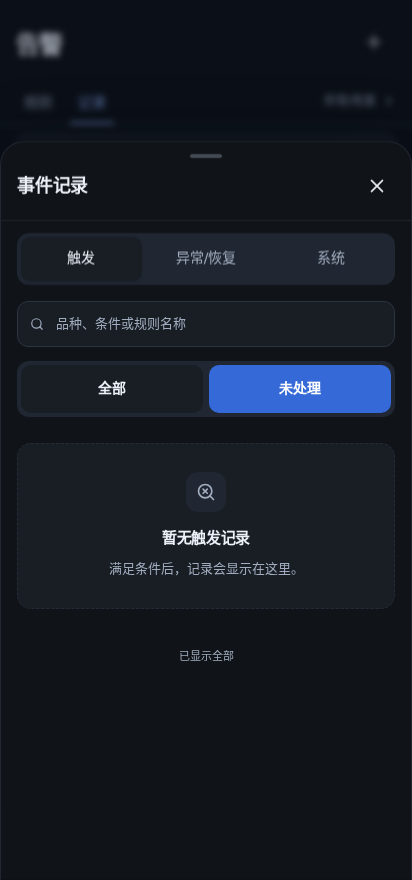 告警
记录
事件记录
触发
异常/恢复
系统
品种、条件或规则名称
全部
未处理
暂无触发记录
满足条件后，记录会显示在这里。
已显示全部